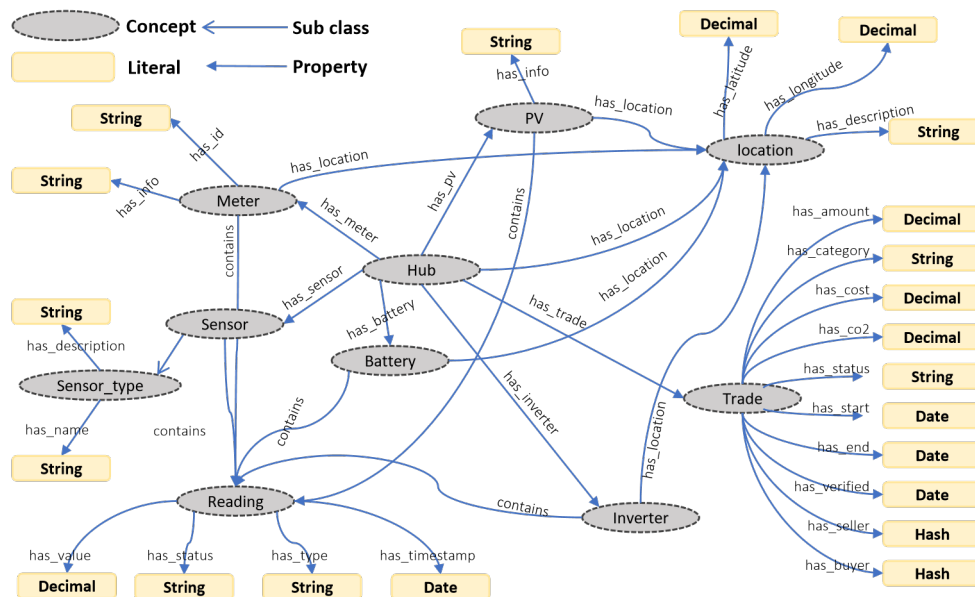 Concept
Sub class
Literal
Property
String
has_info
PV
has_location
Decimal
has_latitude
Decimal
has_longitude
has_description
String
location
String
has_id
String
has_info
Meter
has_location
has_meter
has_pv
contains
contains
has_sensor
Hub
has_location
has_location
has_battery
has_trade
Sensor
Battery
String
has_description
Sensor_type
has_name
String
contains
contains
has_inverter
has_location
has_amount
Decimal
has_category
String
has_cost
Decimal
has_co2
Decimal
has_status
String
Trade
has_start
Date
has_end
Date
has_verified
Date
has_seller
Hash
has_buyer
Hash
Reading
contains
Inverter
has_value
has_status
has_type
has_timestamp
Decimal
String
String
Date